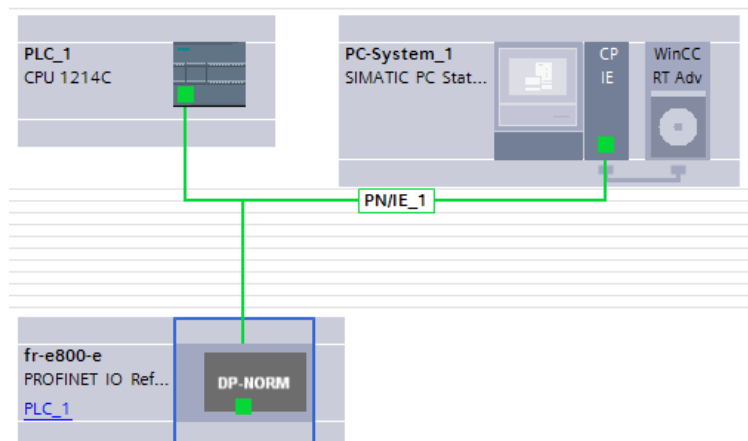 PLC_1
CPU 1214C
PC-System_1
SIMATIC PC Stat...
CP
IE
WinCC
RT Adv
PN/IE_1
fr-e800-e
PROFINET IO Ref...
PLC_1
DP-NORM